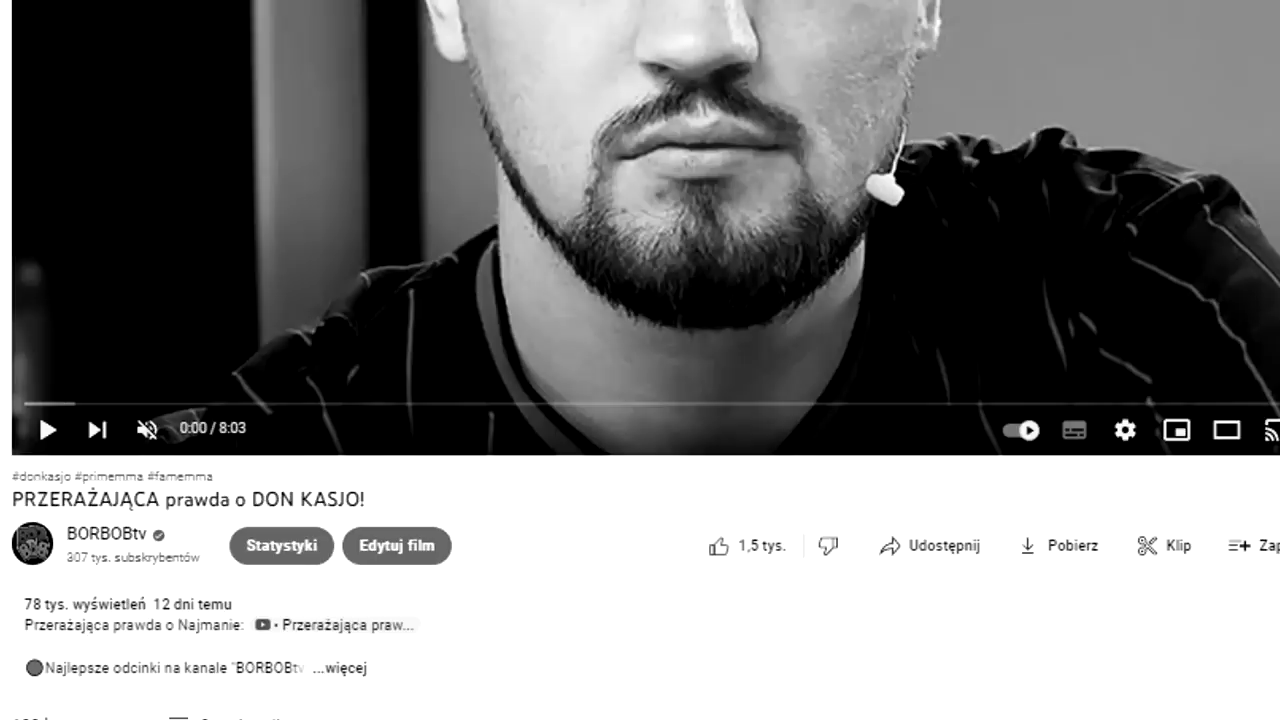 0:00 / 8:03
#donkasjo #primemma #famemma
PRZERAŻAJĄCA prawda o DON KASJO!
BORBOBtv
307 tys. subskrybentów
Statystyki
Edytuj film
1,5 tys.
Udostępnij
Pobierz
Klip
78 tys. wyświetleń 12 dni temu
Przerażająca prawda o Najmanie: • Przerażająca praw...
Najlepsze odcinki na kanale "BORBOBtv ...więcej